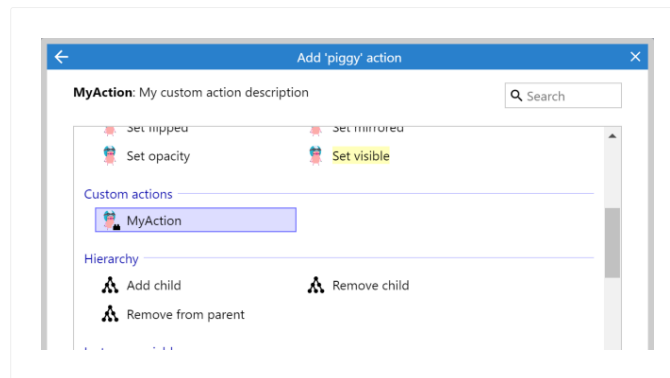 Add 'piggy' action
MyAction: My custom action description
Search
Set flipped Set mirrored
Set opacity Set visible
Custom actions
MyAction
Hierarchy
Add child Remove child
Remove from parent